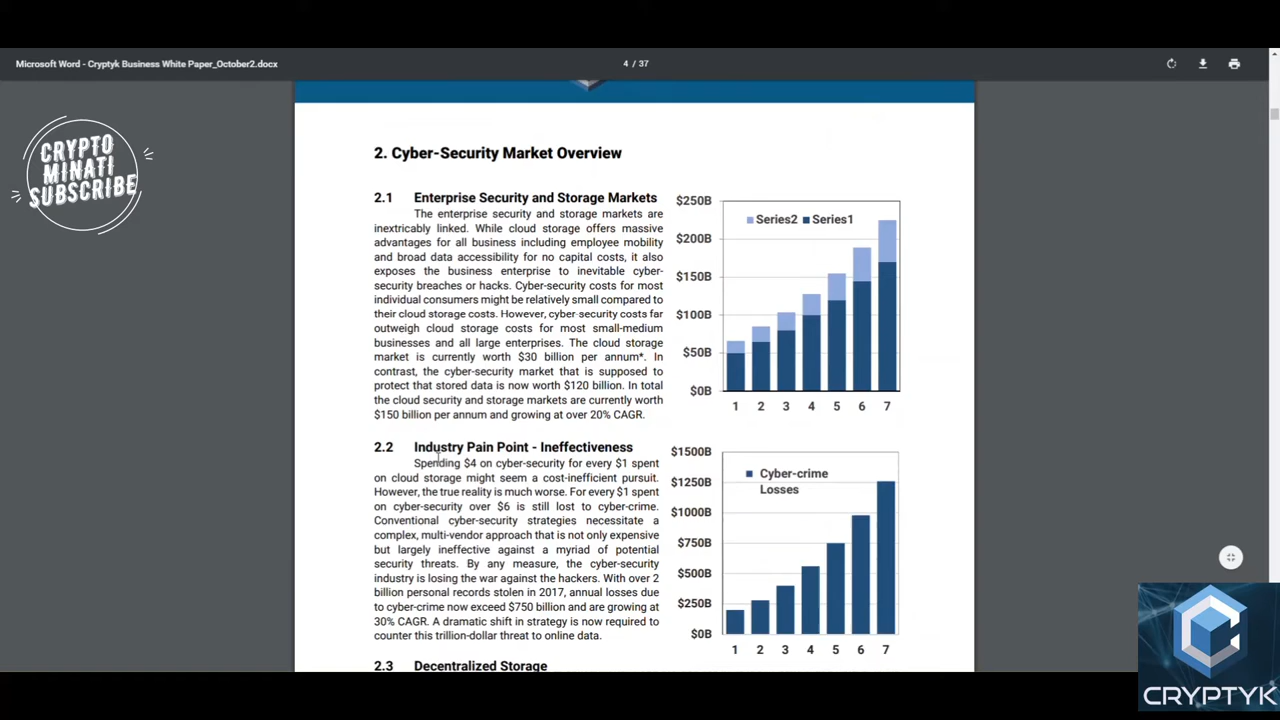 Microsoft Word - Cryptyk Business White Paper_October2.docx
4 / 37
CRYPTO
MINATI
SUBSCRIBE
2. Cyber-Security Market Overview
2.1 Enterprise Security and Storage Markets
The enterprise security and storage markets are
inextricably linked. While cloud storage offers massive
advantages for all business including employee mobility
and broad data accessibility for no capital costs, it also
exposes the business enterprise to inevitable cyber-
security breaches or hacks. Cyber-security costs for most
individual consumers might be relatively small compared to
their cloud storage costs. However, cyber-security costs far
outweigh cloud storage costs for most small-medium
businesses and all large enterprises. The cloud storage
market is currently worth $30 billion per annum*. In
contrast, the cyber-security market that is supposed to
protect that stored data is now worth $120 billion. In total
the cloud security and storage markets are currently worth
$150 billion per annum and growing at over 20% CAGR.
$250B
$200B
$150B
$100B
$50B
$0B
Series2 Series1
1 2 3 4 5 6 7
2.2 Industry Pain Point - Ineffectiveness
Spending $4 on cyber-security for every $1 spent
on cloud storage might seem a cost-inefficient pursuit.
However, the true reality is much worse. For every $1 spent
on cyber-security over $6 is still lost to cyber-crime.
Conventional cyber-security strategies necessitate a
complex, multi-vendor approach that is not only expensive
but largely ineffective against a myriad of potential
security threats. By any measure, the cyber-security
industry is losing the war against the hackers. With over 2
billion personal records stolen in 2017, annual losses due
to cyber-crime now exceed $750 billion and are growing at
30% CAGR. A dramatic shift in strategy is now required to
counter this trillion-dollar threat to online data.
$1500B
$1250B
$1000B
$750B
$500B
$250B
$0B
Cyber-crime
Losses
1 2 3 4 5 6 7
2.3 Decentralized Storage
CRYPTYK